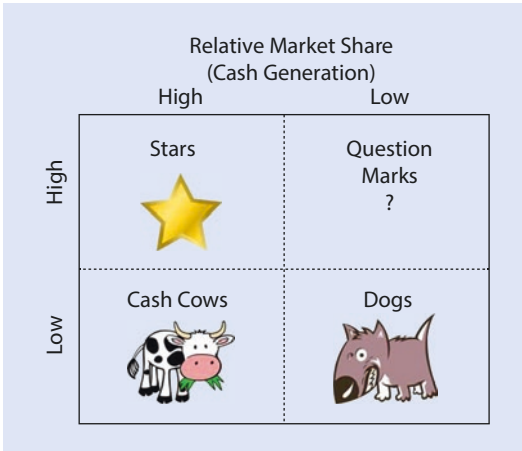 Relative Market Share
(Cash Generation)
High Low
High
Stars
Question
Marks
?
Low
Cash Cows
Dogs